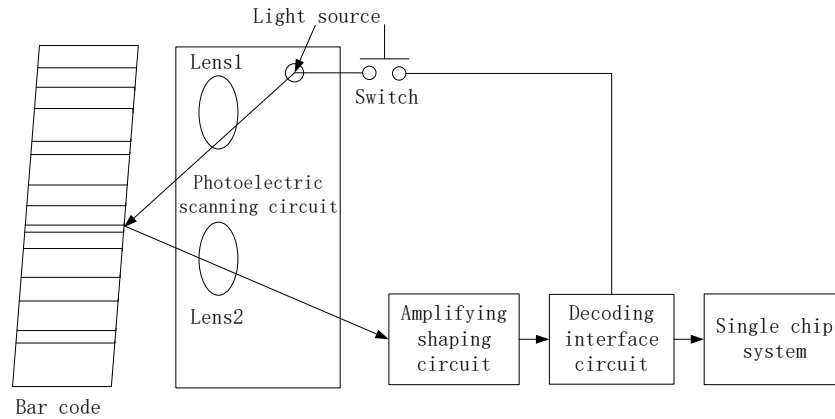 Light source
Lens1
Switch
Photoelectric
scanning circuit
Lens2
Amplifying
shaping
circuit
Decoding
interface
circuit
Single chip
system
Bar code